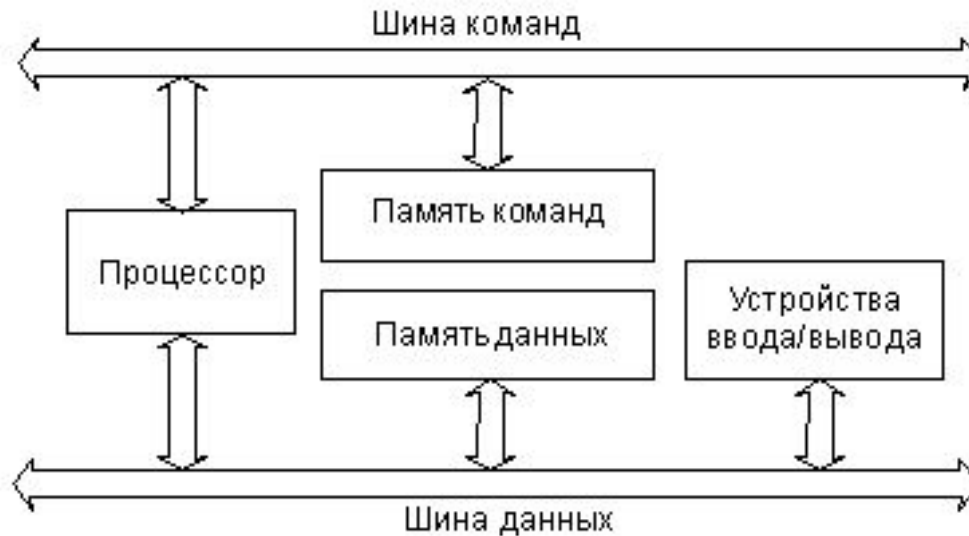 Шина команд
Память команд
Процессор
Память данных
Устройства
ввода/вывода
Шина данных